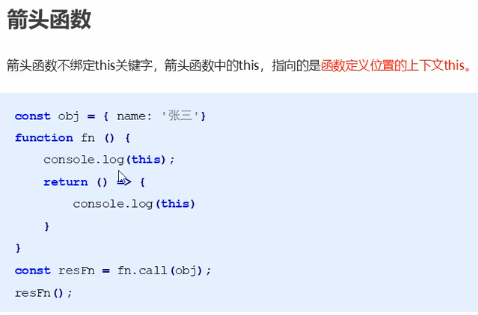 箭头函数
箭头函数不绑定this关键字，箭头函数中的this，指向的是函数定义位置的上下文this。
const obj = { name: '张三'}
function fn () {
    console.log(this);
    return () => {
        console.log(this)
    }
}
const resFn = fn.call(obj);
resFn();